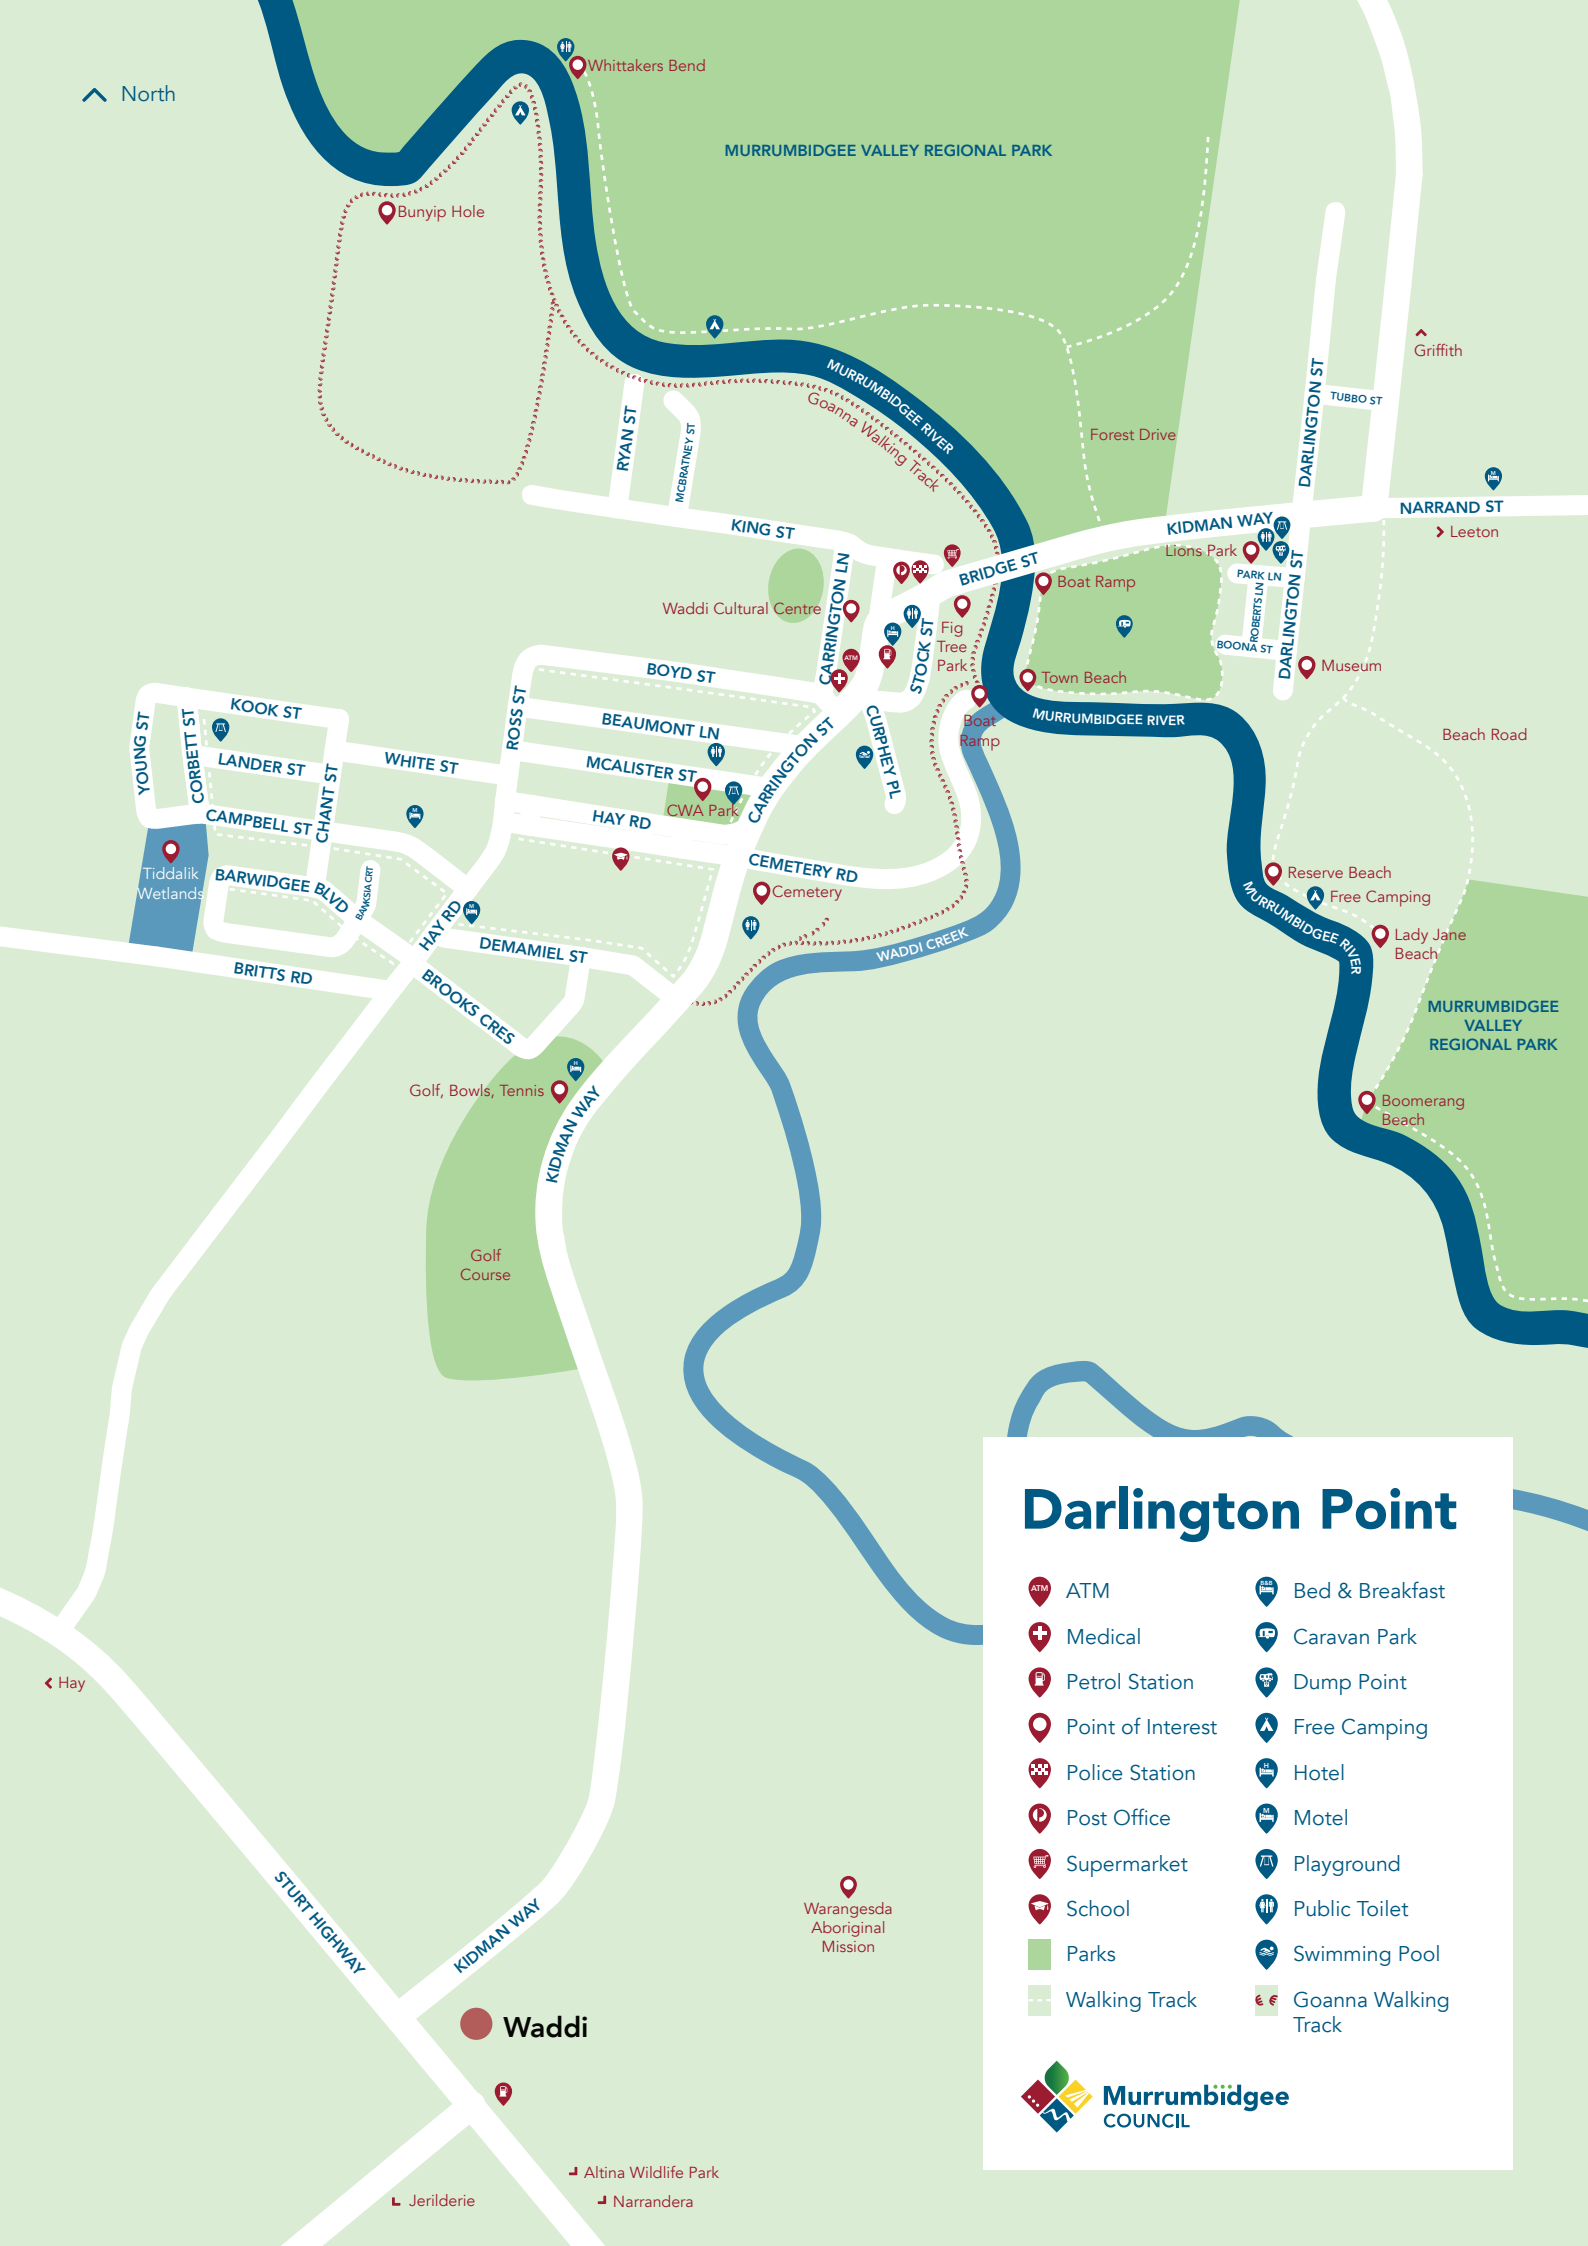 North
Whittakers Bend
MURRUMBIDGEE VALLEY REGIONAL PARK
Bunyip Hole
Griffith
MURRUMBIDGEE RIVER
Goanna Walking Track
Forest Drive
DARLINGTON ST
TUBBO ST
RYAN ST
MCBRATNEY ST
KING ST
KIDMAN WAY
NARRAND ST
Leeton
Lions Park
BRIDGE ST
PARK LN
ROBERTS LN
BOONA ST
DARLINGTON ST
Museum
Boat Ramp
Waddi Cultural Centre
CARRINGTON LN
ATM
H
STOCK ST
Fig
Tree
Park
Town Beach
Boat
Ramp
MURRUMBIDGEE RIVER
Beach Road
BOYD ST
ROSS ST
BEAUMONT LN
MCALISTER ST
CARRINGTON ST
CURPHEY PL
CWA Park
HAY RD
KOOK ST
YOUNG ST
CORBETT ST
LANDER ST
CHANT ST
WHITE ST
CAMPBELL ST
M
Tiddalik
Wetlands
BARWIDGEE BLVD
BANKSIA CRT
CEMETERY RD
Cemetery
HAY RD
M
DEMAMIEL ST
BRITTS RD
BROOKS CRES
WADDI CREEK
Reserve Beach
Free Camping
MURRUMBIDGEE RIVER
Lady Jane
Beach
MURRUMBIDGEE
VALLEY
REGIONAL PARK
Boomerang
Beach
H
Golf, Bowls, Tennis
KIDMAN WAY
Golf
Course
Hay
STURT HIGHWAY
KIDMAN WAY
Waddi
Warangesda
Aboriginal
Mission
Altina Wildlife Park
Jerilderie
Narrandera
M
Darlington Point
ATM ATM
Medical
Petrol Station
Point of Interest
Police Station
Post Office
Supermarket
School
Parks
Walking Track
B&B Bed & Breakfast
Caravan Park
Dump Point
Free Camping
H Hotel
M Motel
Playground
Public Toilet
Swimming Pool
Goanna Walking
Track
Murrumbidgee
COUNCIL